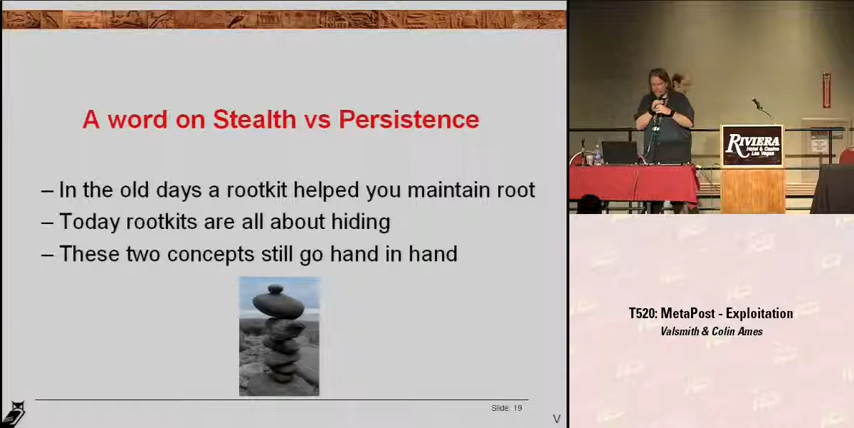 A word on Stealth vs Persistence
– In the old days a rootkit helped you maintain root
– Today rootkits are all about hiding
– These two concepts still go hand in hand
Slide: 19
V
RIVIERA
Hotel & Casino
Las Vegas
T520: MetaPost - Exploitation
Valsmith & Colin Ames